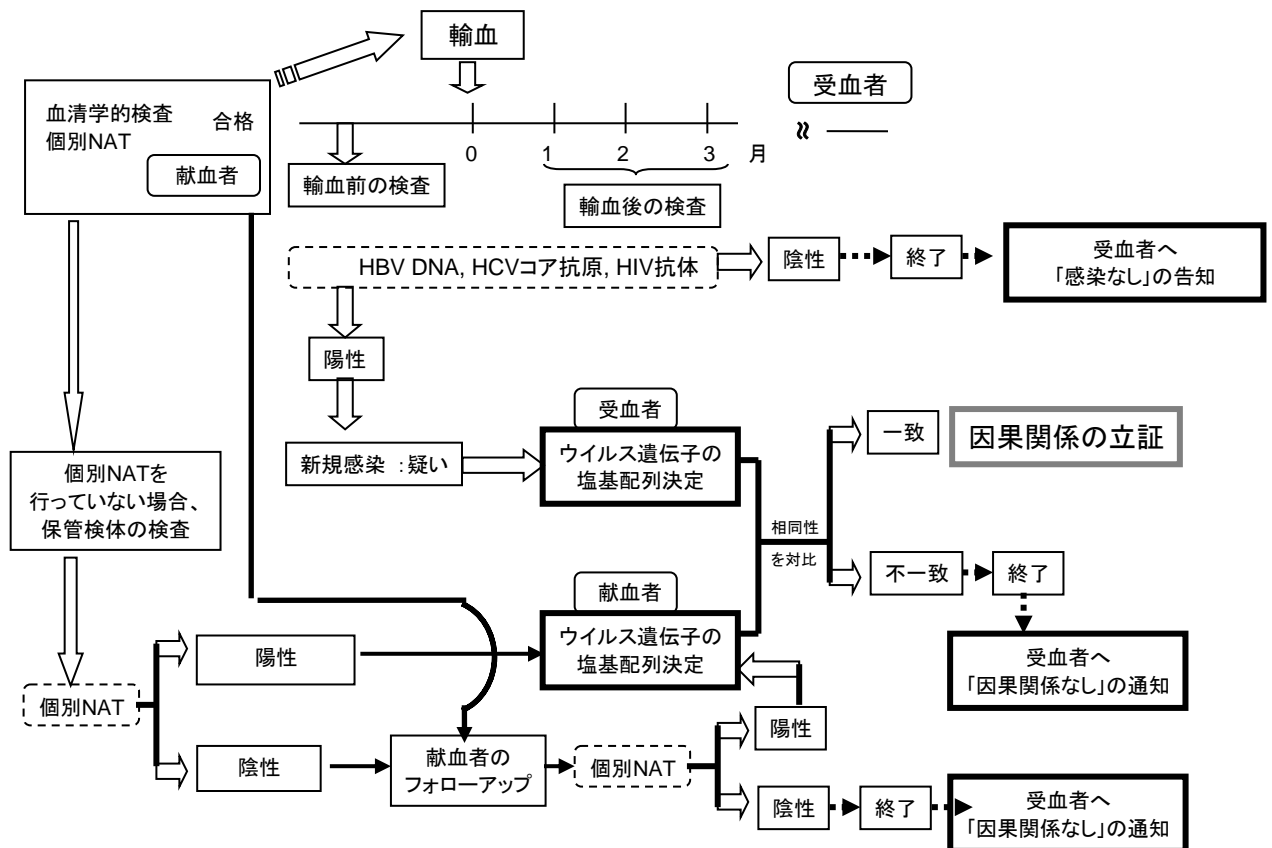 輸血
血清学的検査
個別NAT
合格
献血者
受血者
0
1
2
3
月
輸血前の検査
輸血後の検査
HBV DNA, HCVコア抗原, HIV抗体
陰性
終了
受血者へ
「感染なし」の告知
陽性
新規感染 :疑い
受血者
ウイルス遺伝子の
塩基配列決定
一致
因果関係の立証
個別NATを
行っていない場合、
保管検体の検査
相同性
を対比
不一致
終了
献血者
ウイルス遺伝子の
塩基配列決定
受血者へ
「因果関係なし」の通知
個別NAT
陽性
陰性
献血者の
フォローアップ
個別NAT
陽性
陰性
終了
受血者へ
「因果関係なし」の通知